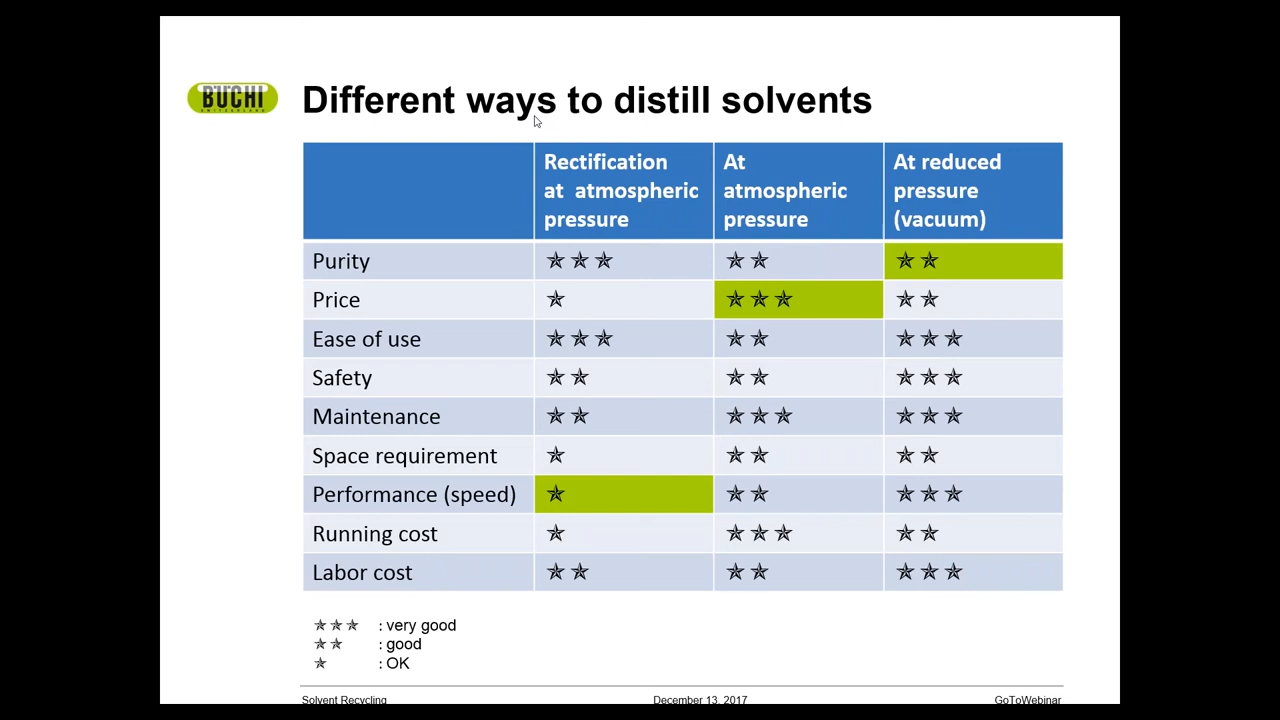 BUCHI
SWITZERLAND
Different ways to distill solvents
Rectification at atmospheric pressure | At atmospheric pressure | At reduced pressure (vacuum)
Purity ✯✯✯ ✯✯ ✯✯
Price ✯ ✯✯✯ ✯✯
Ease of use ✯✯✯ ✯✯ ✯✯✯
Safety ✯✯ ✯✯ ✯✯✯
Maintenance ✯✯ ✯✯✯ ✯✯✯
Space requirement ✯ ✯✯ ✯✯
Performance (speed) ✯ ✯✯ ✯✯✯
Running cost ✯ ✯✯✯ ✯✯
Labor cost ✯✯ ✯✯ ✯✯✯
✯✯✯ : very good
✯✯ : good
✯ : OK
Solvent Recycling December 13, 2017 GoToWebinar